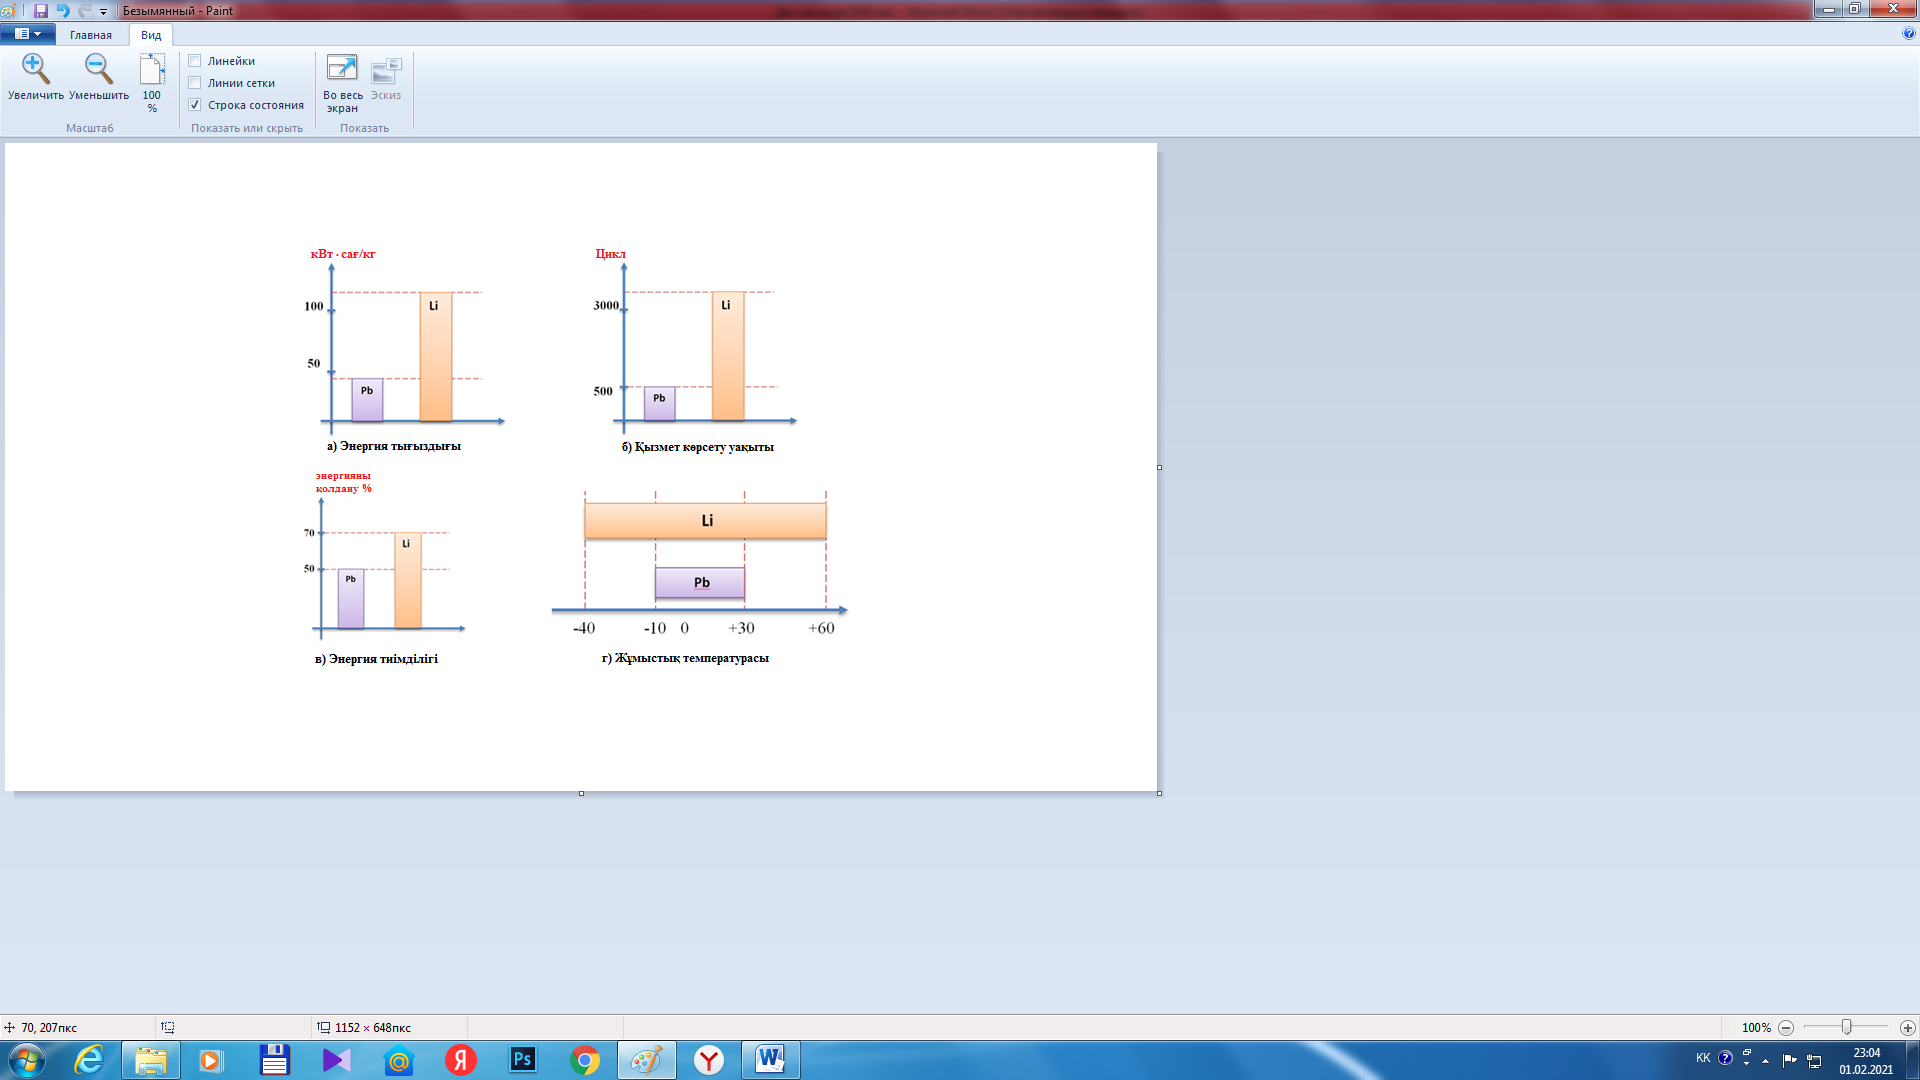 Безымянный - Paint
Главная
Вид
Увеличить
Уменьшить
100
%
Масштаб
Линейки
Линии сетки
Строка состояния
Показать или скрыть
Во весь
экран
Эскиз
Показать
кВт · сағ/кг
100
50
Pb
Li
а) Энергия тығыздығы
Цикл
3000
500
Pb
Li
б) Қызмет көрсету уақыты
энергияны
қолдану %
70
50
Pb
Li
в) Энергия тиімділігі
Li
Pb
-40 -10 0 +30 +60
г) Жұмыстық температурасы
70, 207пкс
1152 × 648пкс
100%
Я
Ps
Y
W
KK
23:04
01.02.2021